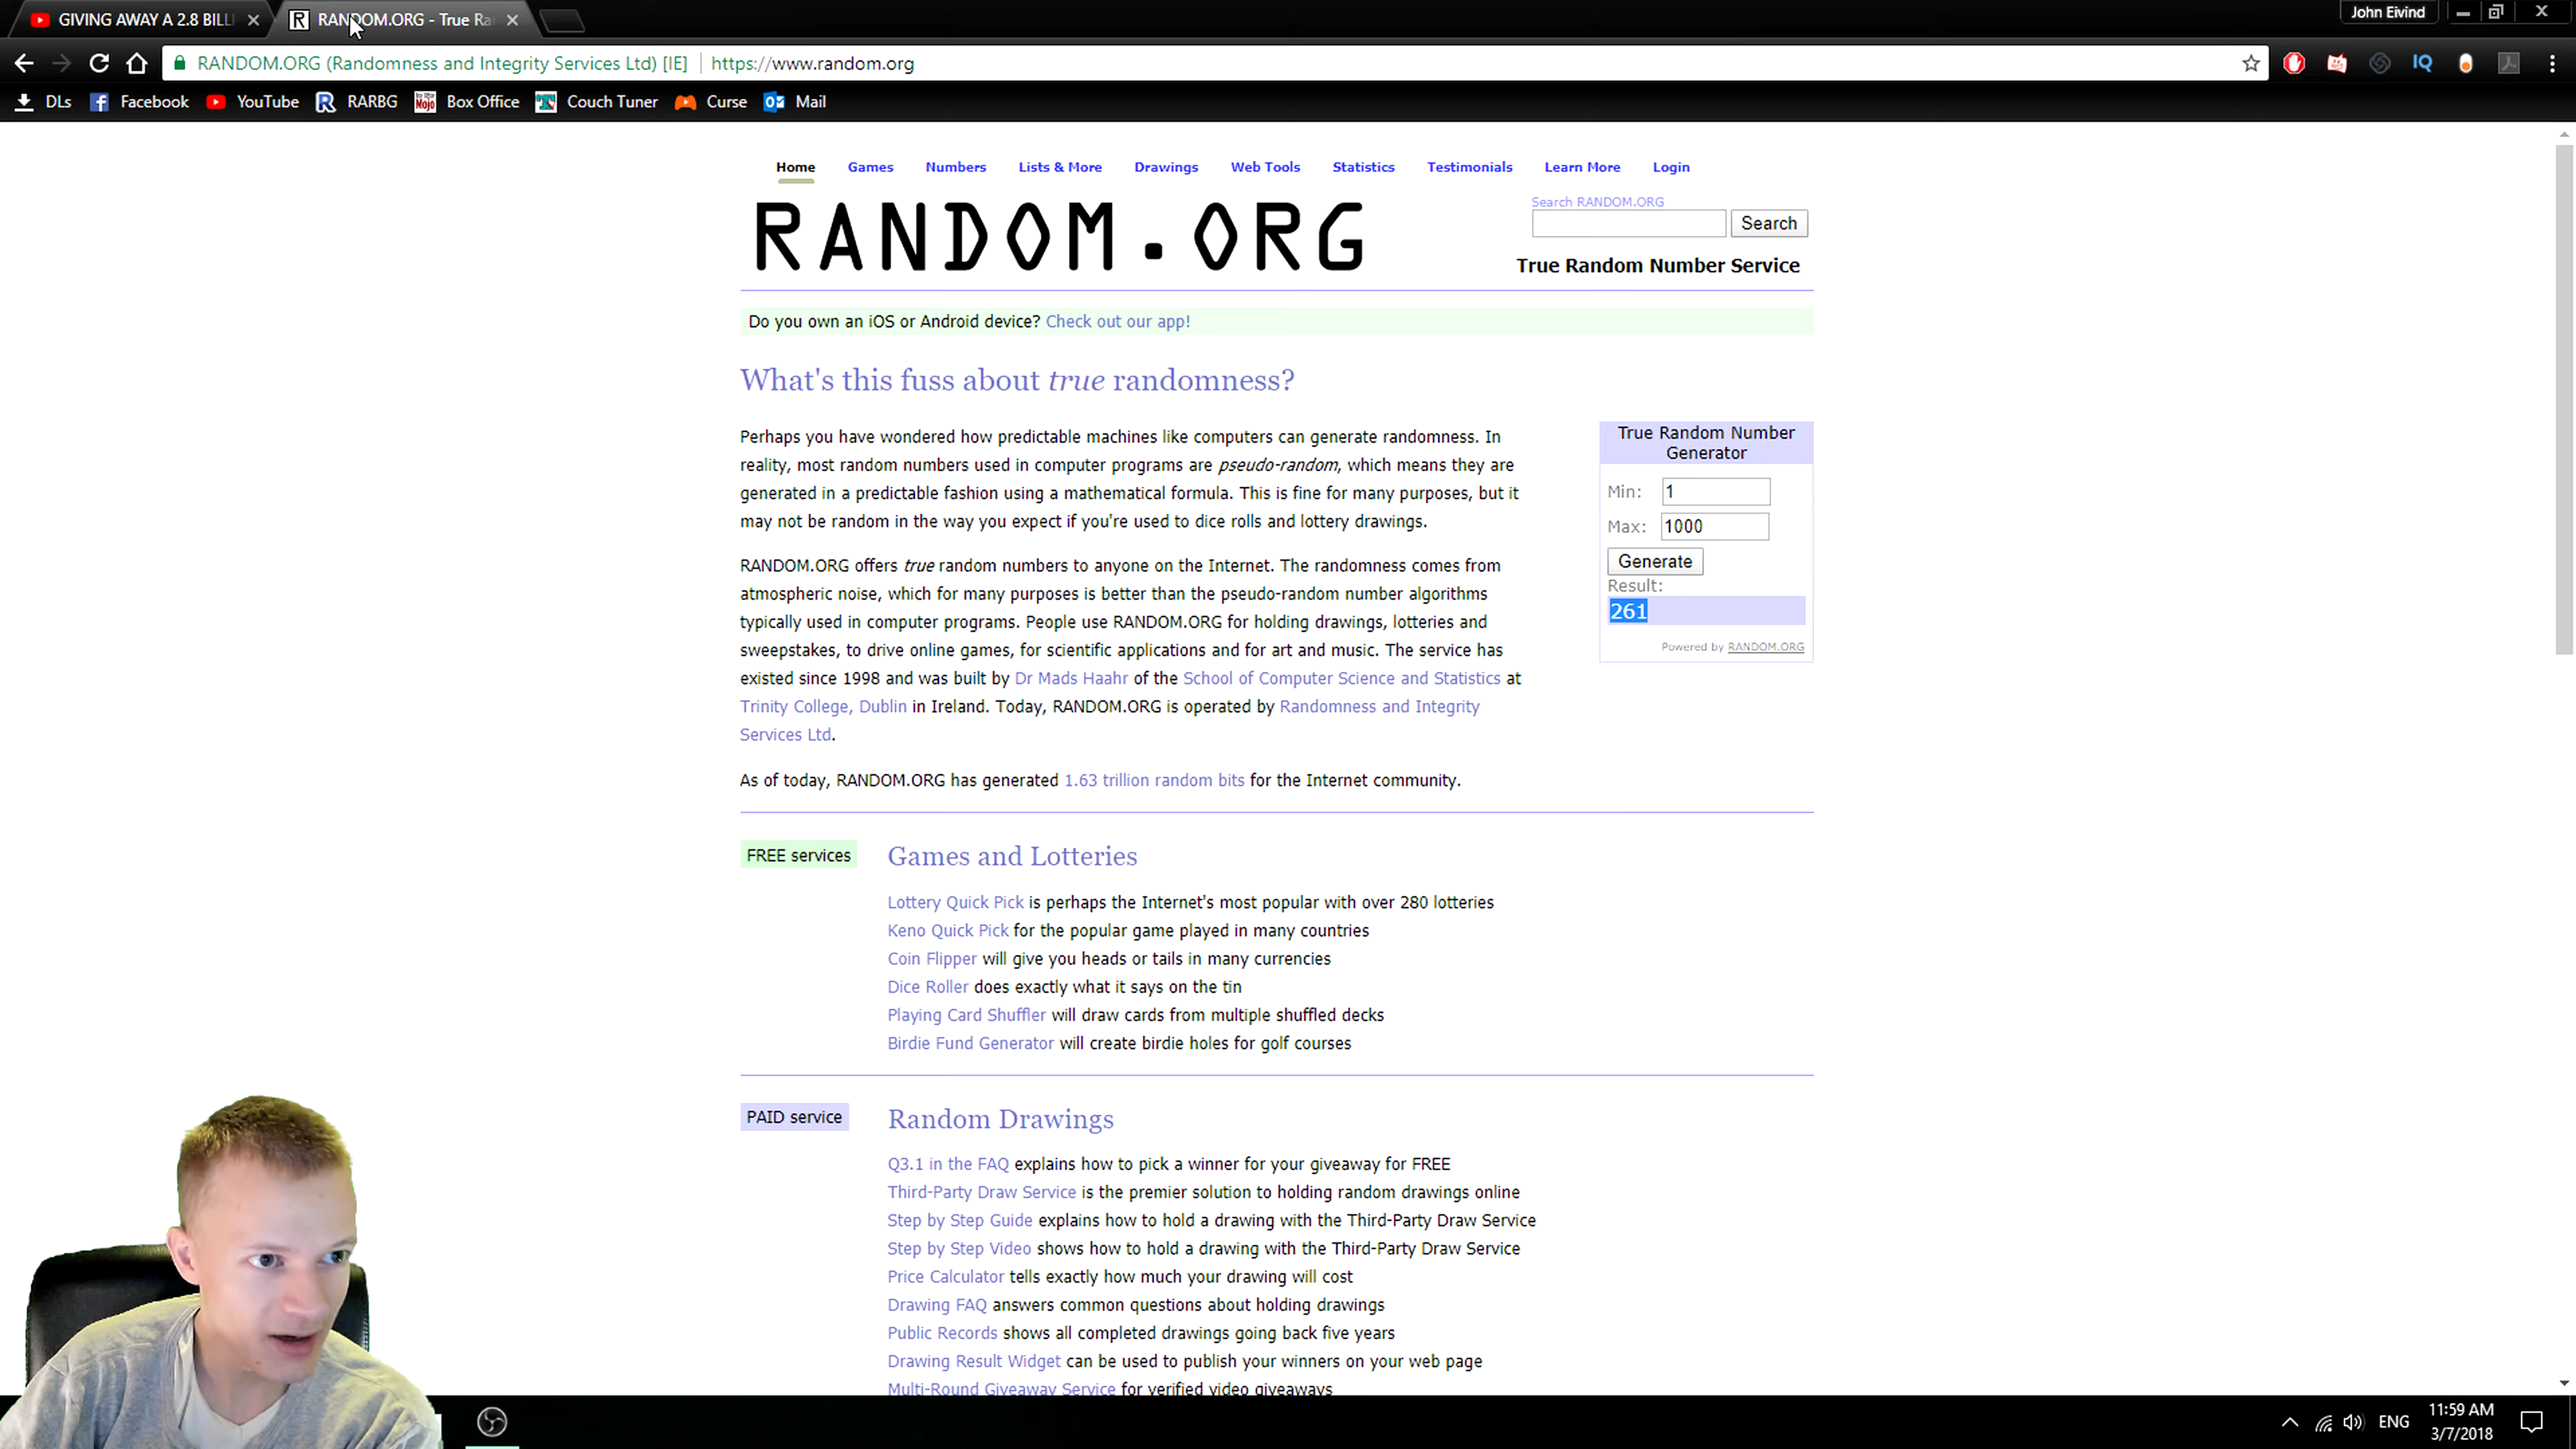 GIVING AWAY A 2.8 BILL
RANDOM.ORG - True Ra
John Eivind
RANDOM.ORG (Randomness and Integrity Services Ltd) [IE] https://www.random.org
IQ
DLs Facebook YouTube RARBG Box Office Couch Tuner Curse Mail
Home Games Numbers Lists & More Drawings Web Tools Statistics Testimonials Learn More Login
RANDOM.ORG
Search RANDOM.ORG
Search
True Random Number Service
Do you own an iOS or Android device? Check out our app!
What's this fuss about true randomness?
Perhaps you have wondered how predictable machines like computers can generate randomness. In
reality, most random numbers used in computer programs are pseudo-random, which means they are
generated in a predictable fashion using a mathematical formula. This is fine for many purposes, but it
may not be random in the way you expect if you're used to dice rolls and lottery drawings.
RANDOM.ORG offers true random numbers to anyone on the Internet. The randomness comes from
atmospheric noise, which for many purposes is better than the pseudo-random number algorithms
typically used in computer programs. People use RANDOM.ORG for holding drawings, lotteries and
sweepstakes, to drive online games, for scientific applications and for art and music. The service has
existed since 1998 and was built by Dr Mads Haahr of the School of Computer Science and Statistics at
Trinity College, Dublin in Ireland. Today, RANDOM.ORG is operated by Randomness and Integrity
Services Ltd.
As of today, RANDOM.ORG has generated 1.63 trillion random bits for the Internet community.
True Random Number
Generator
Min: 1
Max: 1000
Generate
Result:
261
Powered by RANDOM.ORG
FREE services
Games and Lotteries
Lottery Quick Pick is perhaps the Internet's most popular with over 280 lotteries
Keno Quick Pick for the popular game played in many countries
Coin Flipper will give you heads or tails in many currencies
Dice Roller does exactly what it says on the tin
Playing Card Shuffler will draw cards from multiple shuffled decks
Birdie Fund Generator will create birdie holes for golf courses
PAID service
Random Drawings
Q3.1 in the FAQ explains how to pick a winner for your giveaway for FREE
Third-Party Draw Service is the premier solution to holding random drawings online
Step by Step Guide explains how to hold a drawing with the Third-Party Draw Service
Step by Step Video shows how to hold a drawing with the Third-Party Draw Service
Price Calculator tells exactly how much your drawing will cost
Drawing FAQ answers common questions about holding drawings
Public Records shows all completed drawings going back five years
Drawing Result Widget can be used to publish your winners on your web page
Multi-Round Giveaway Service for verified video giveaways
ENG
11:59 AM
3/7/2018